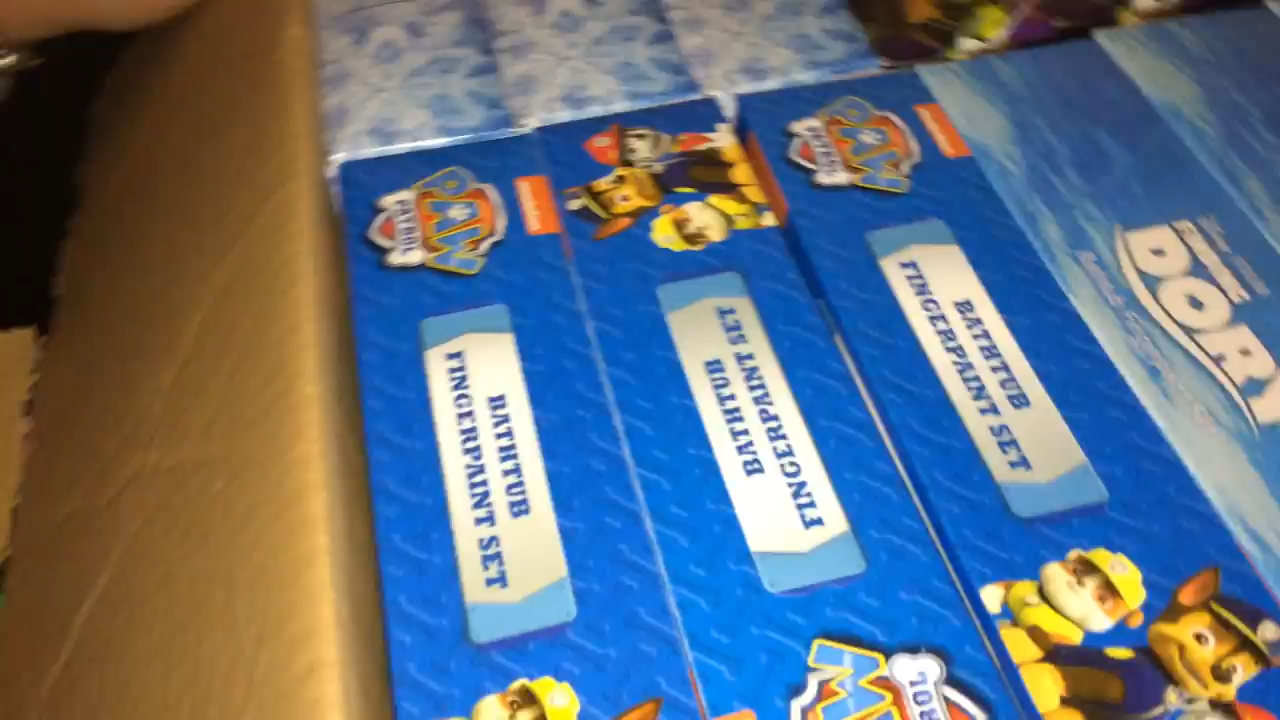 PAW
PATROL
BATHTUB
FINGERPAINT SET
BATHTUB
FINGERPAINT SET
PAW
PATROL
BATHTUB
FINGERPAINT SET
DORY